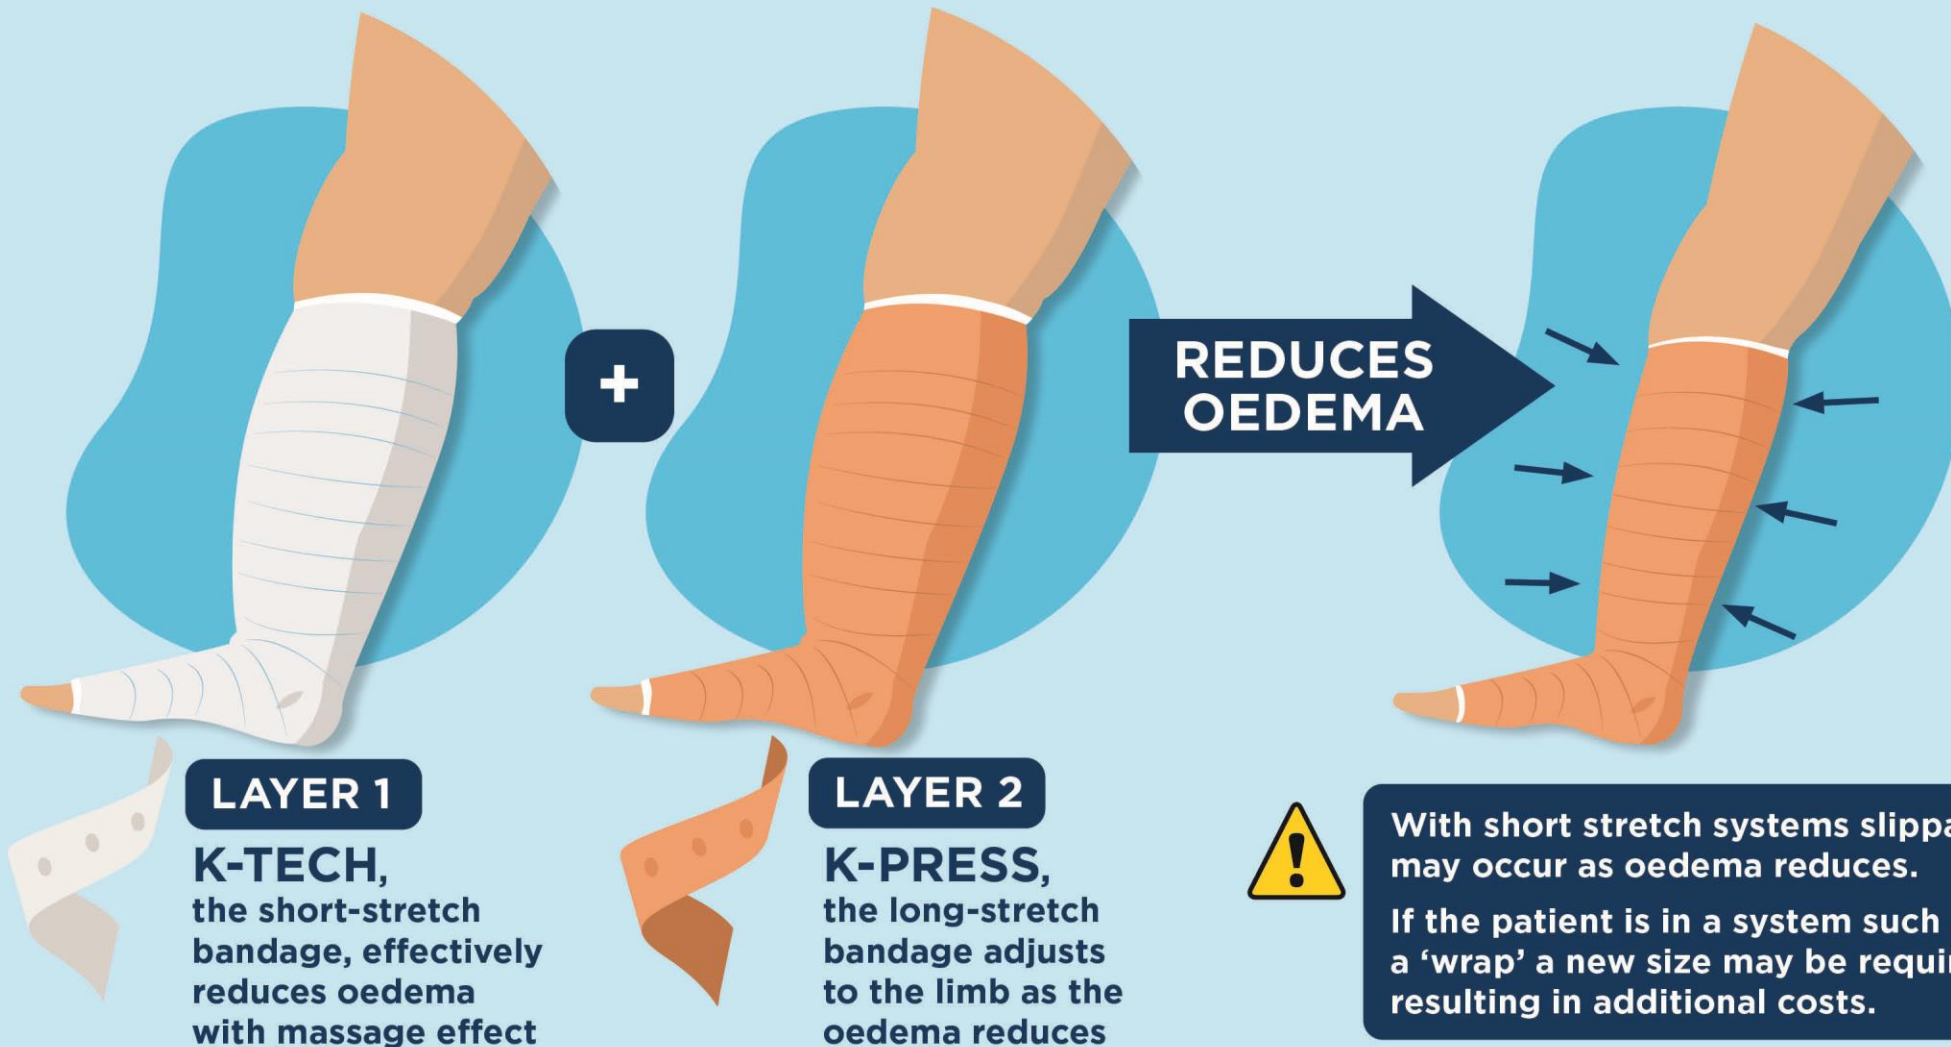 +
REDUCES
OEDEMA
LAYER 1
K-TECH,
the short-stretch
bandage, effectively
reduces oedema
with massage effect
LAYER 2
K-PRESS,
the long-stretch
bandage adjusts
to the limb as the
oedema reduces
!
With short stretch systems
may occur as oedema reduces.
If the patient is in a system such
a ‘wrap’ a new size may be
resulting in additional costs.